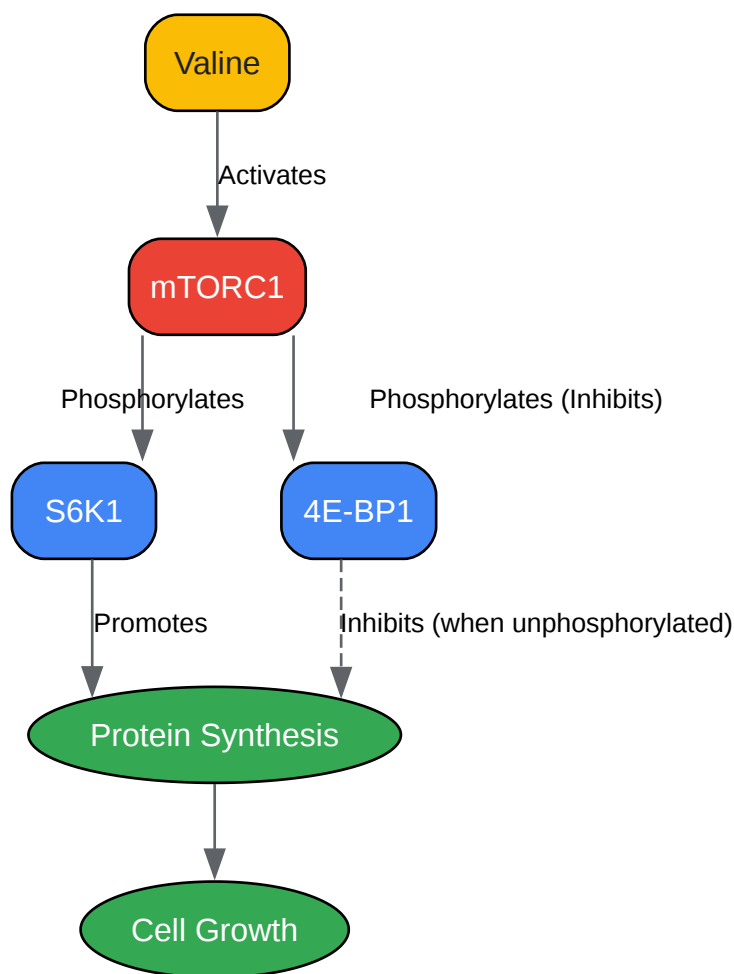 Valine
Activates
mTORC1
Phosphorylates
Phosphorylates (Inhibits)
S6K1
4E-BP1
Promotes
Inhibits (when unphosphorylated)
Protein Synthesis
Cell Growth